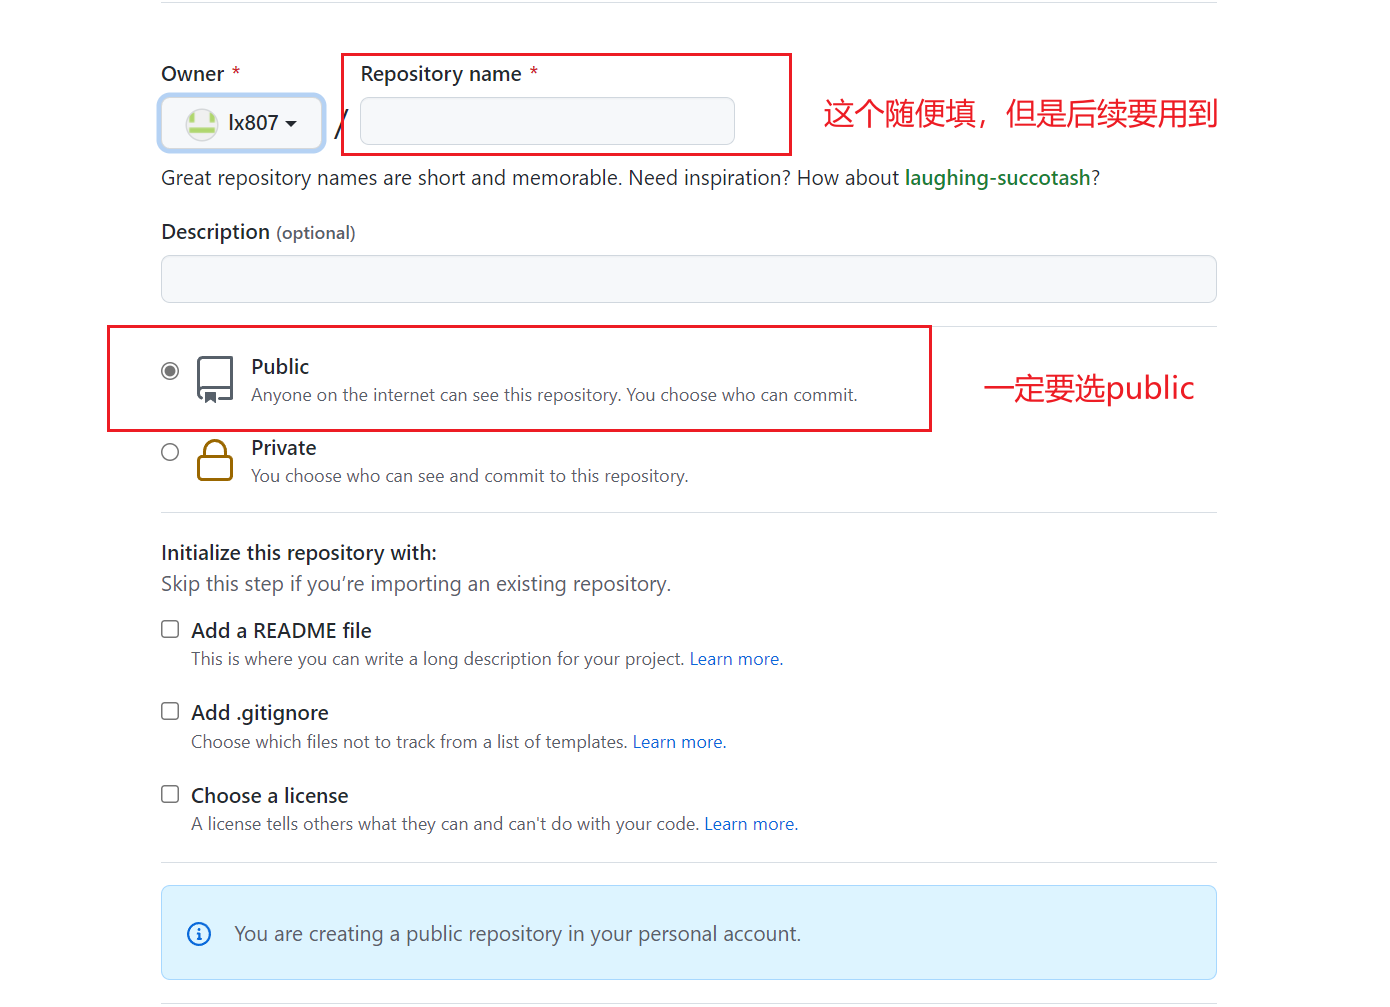 Owner *
Repository name *
lx807
/
这个随便填，但是后续要用到
Great repository names are short and memorable. Need inspiration? How about laughing-succotash?
Description (optional)
Public
Anyone on the internet can see this repository. You choose who can commit.
一定要选public
Private
You choose who can see and commit to this repository.
Initialize this repository with:
Skip this step if you’re importing an existing repository.
Add a README file
This is where you can write a long description for your project. Learn more.
Add .gitignore
Choose which files not to track from a list of templates. Learn more.
Choose a license
A license tells others what they can and can't do with your code. Learn more.
You are creating a public repository in your personal account.